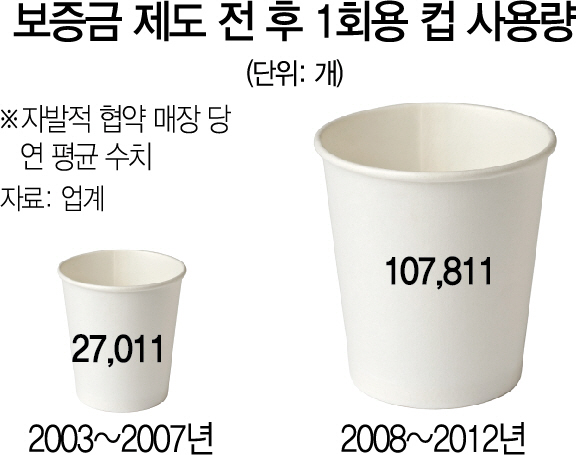 보증금 제도 전 후 1회용 컵 사용량
(단위: 개)
※자발적 협약 매장 당
연 평균 수치
자료: 업계
107,811
27,011
2003~2007년
2008~2012년